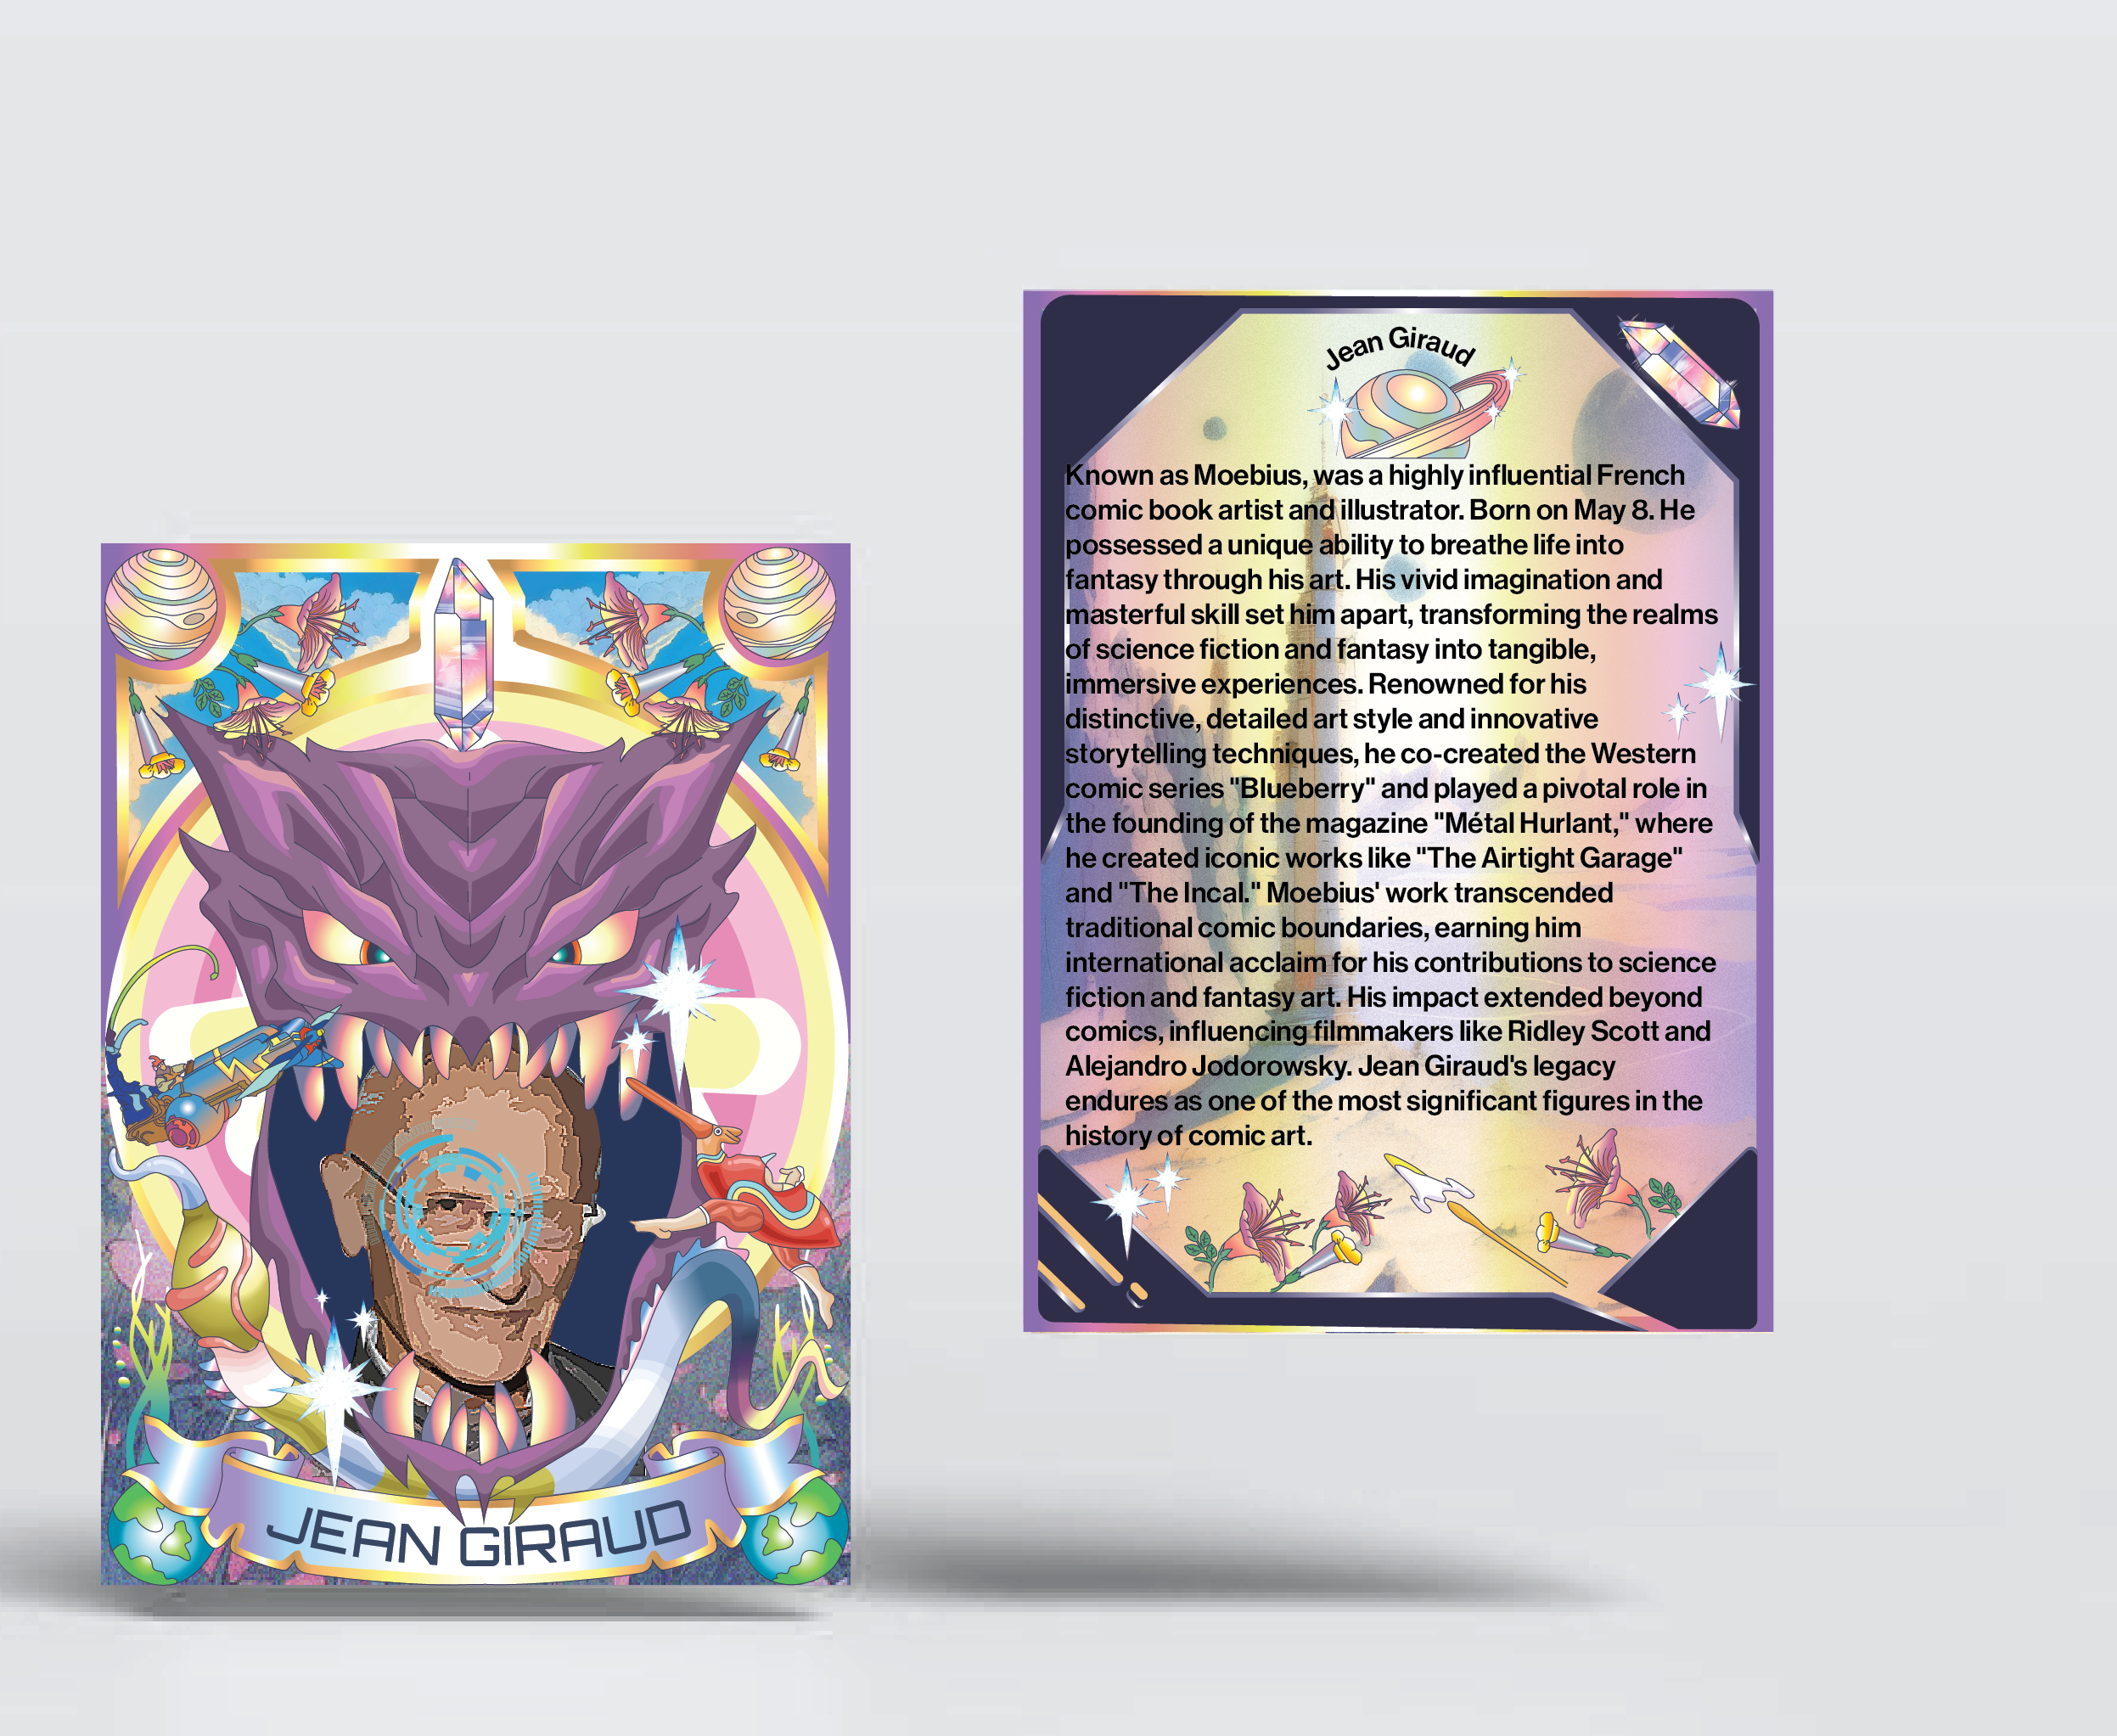 JEAN GIRAUD
Jean Giraud
Known as Moebius, was a highly influential French
comic book artist and illustrator. Born on May 8. He
possessed a unique ability to breathe life into
fantasy through his art. His vivid imagination and
masterful skill set him apart, transforming the realms
of science fiction and fantasy into tangible,
immersive experiences. Renowned for his
distinctive, detailed art style and innovative
storytelling techniques, he co-created the Western
comic series "Blueberry" and played a pivotal role in
the founding of the magazine "Métal Hurlant," where
he created iconic works like "The Airtight Garage"
and "The Incal." Moebius' work transcended
traditional comic boundaries, earning him
international acclaim for his contributions to science
fiction and fantasy art. His impact extended beyond
comics, influencing filmmakers like Ridley Scott and
Alejandro Jodorowsky. Jean Giraud's legacy
endures as one of the most significant figures in the
history of comic art.